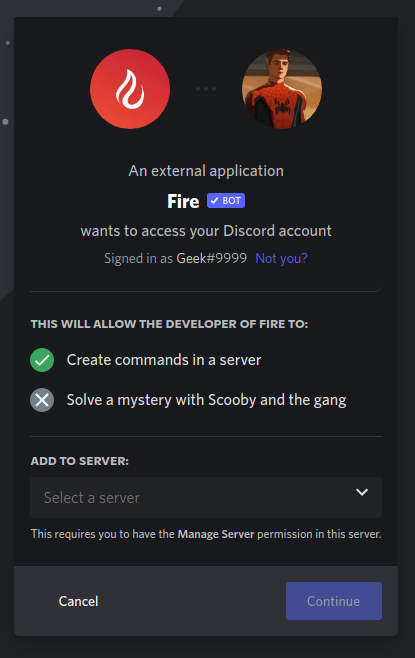 An external application
Fire BOT
wants to access your Discord account
Signed in as Geek#9999 Not you?
THIS WILL ALLOW THE DEVELOPER OF FIRE TO:
Create commands in a server
Solve a mystery with Scooby and the gang
ADD TO SERVER:
Select a server
This requires you to have the Manage Server permission in this server.
Cancel Continue